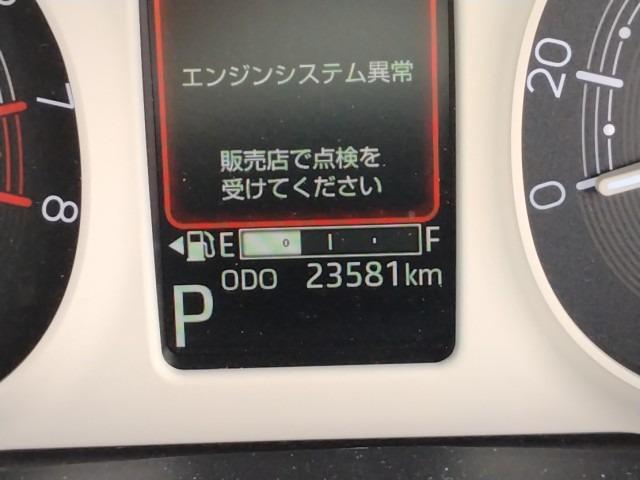 エンジンシステム異常
販売店で点検を
受けてください
E F
ODO 23581km
P
7
8
20
0